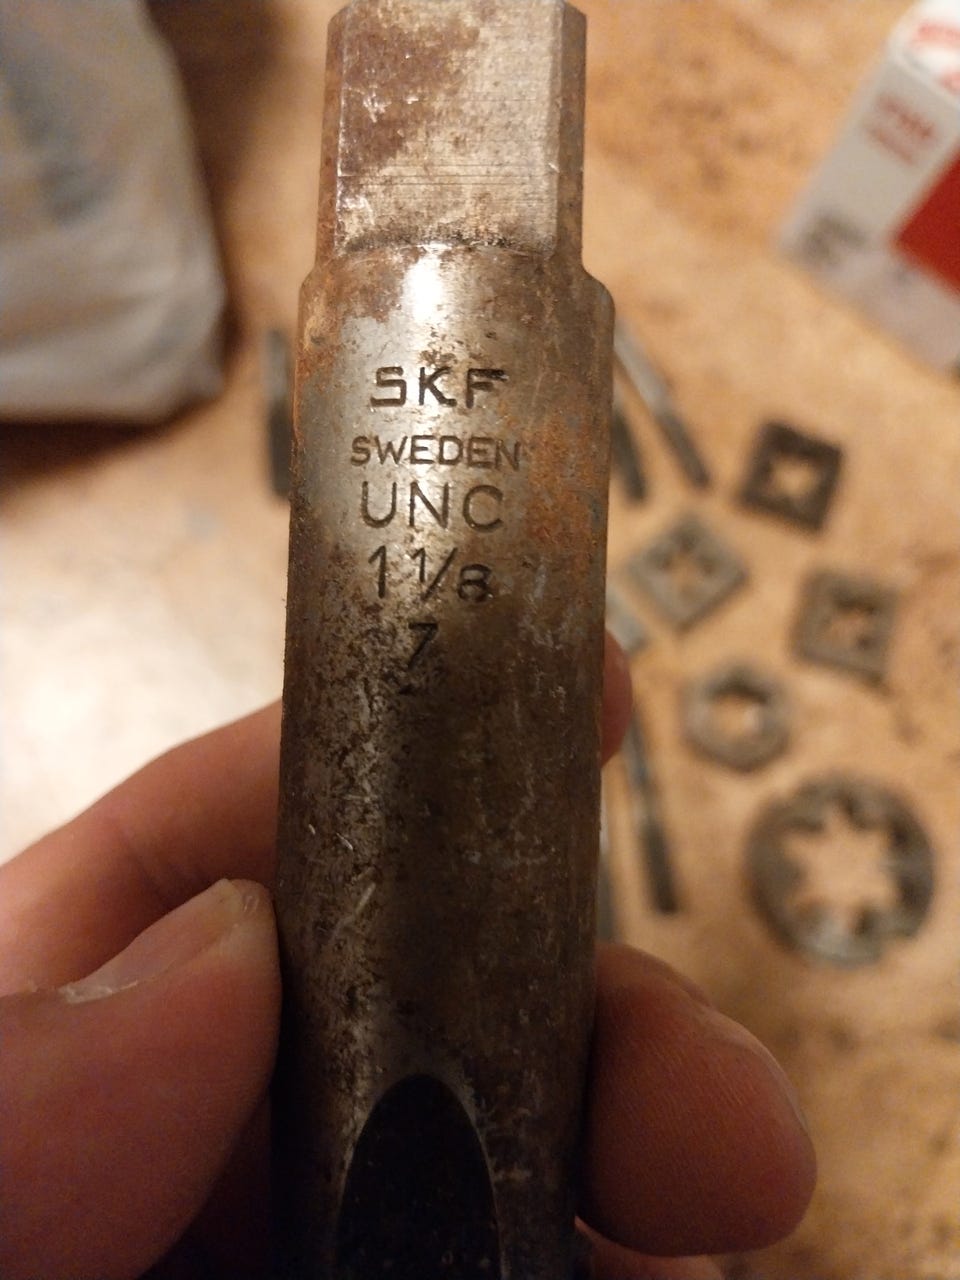 SKF
SWEDEN
UNC
1 1/8
7